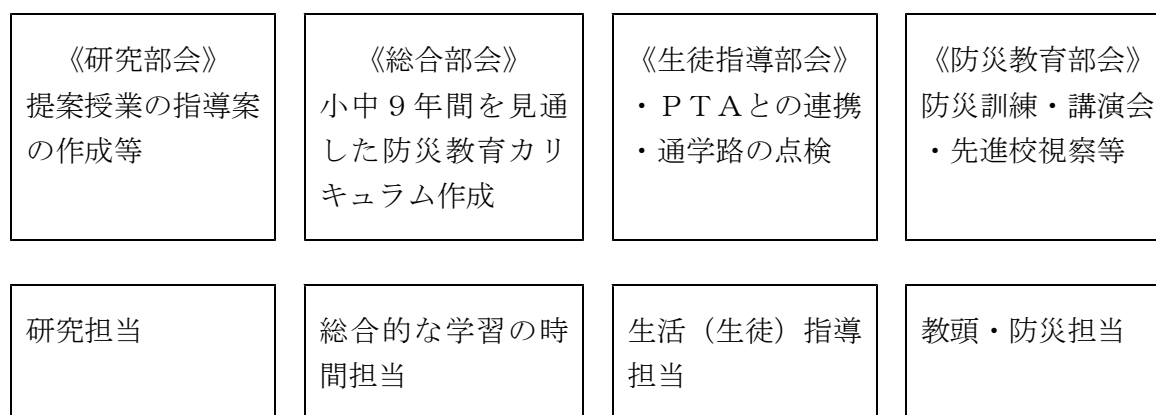 《研究部会》
提案授業の指導案
の作成等
《総合部会》
小中９年間を見通
した防災教育カリ
キュラム作成
《生徒指導部会》
・ＰＴＡとの連携
・通学路の点検
《防災教育部会》
防災訓練・講演会
・先進校視察等
研究担当
総合的な学習の時
間担当
生活（生徒）指導
担当
教頭・防災担当